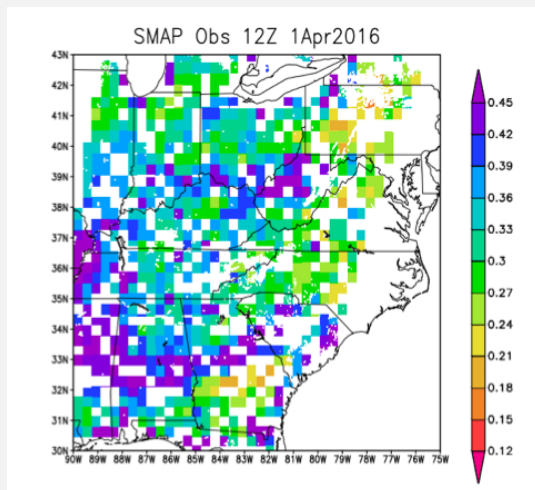 SMAP Obs 12Z 1Apr2016
43N
42N
41N
40N
39N
38N
37N
36N
35N
34N
33N
32N
31N
30N
90W 89W 88W 87W 86W 85W 84W 83W 82W 81W 80W 79W 78W 77W 76W 75W
0.45
0.42
0.39
0.36
0.33
0.3
0.27
0.24
0.21
0.18
0.15
0.12